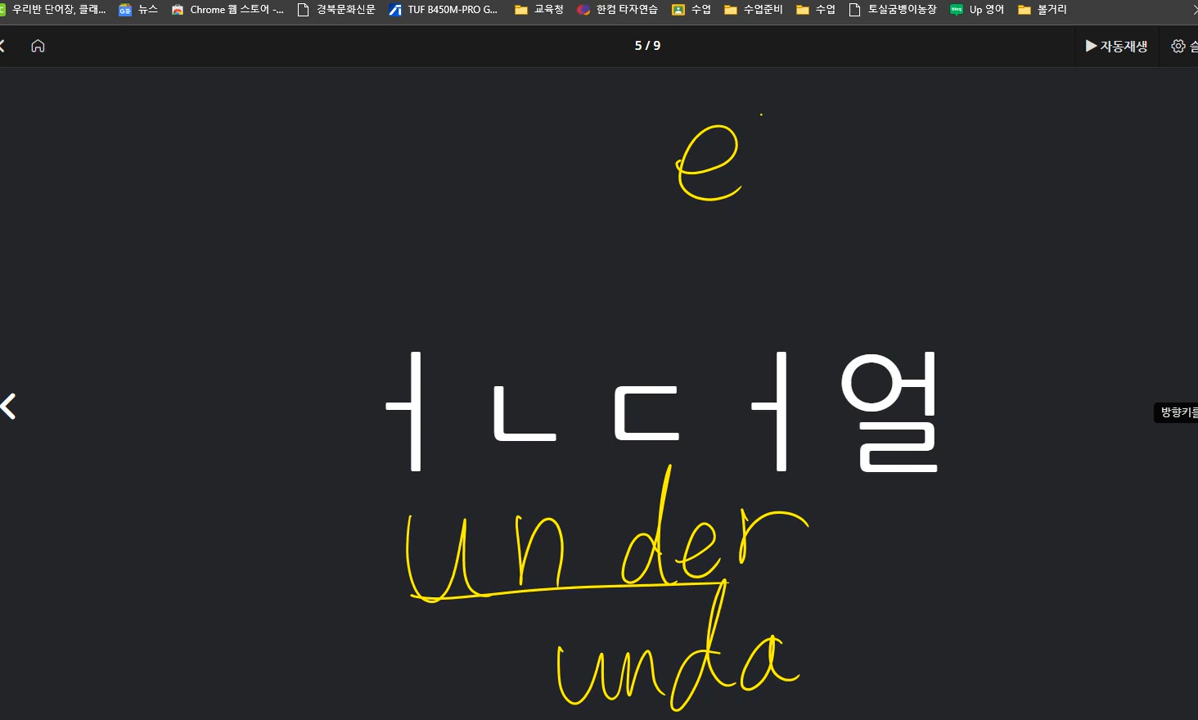 우리반 단어장, 클래... 뉴스 Chrome 웹 스토어 -... 경북문화신문 TUF B450M-PRO G... 교육청 한컴 타자연습 수업 수업준비 수업 토실굼벵이농장 Up 영어 볼거리
5 / 9 ▶ 자동재생 슬
e
ㅓ ㄴ ㄷ ㅓ 얼
방향키를
under
unda